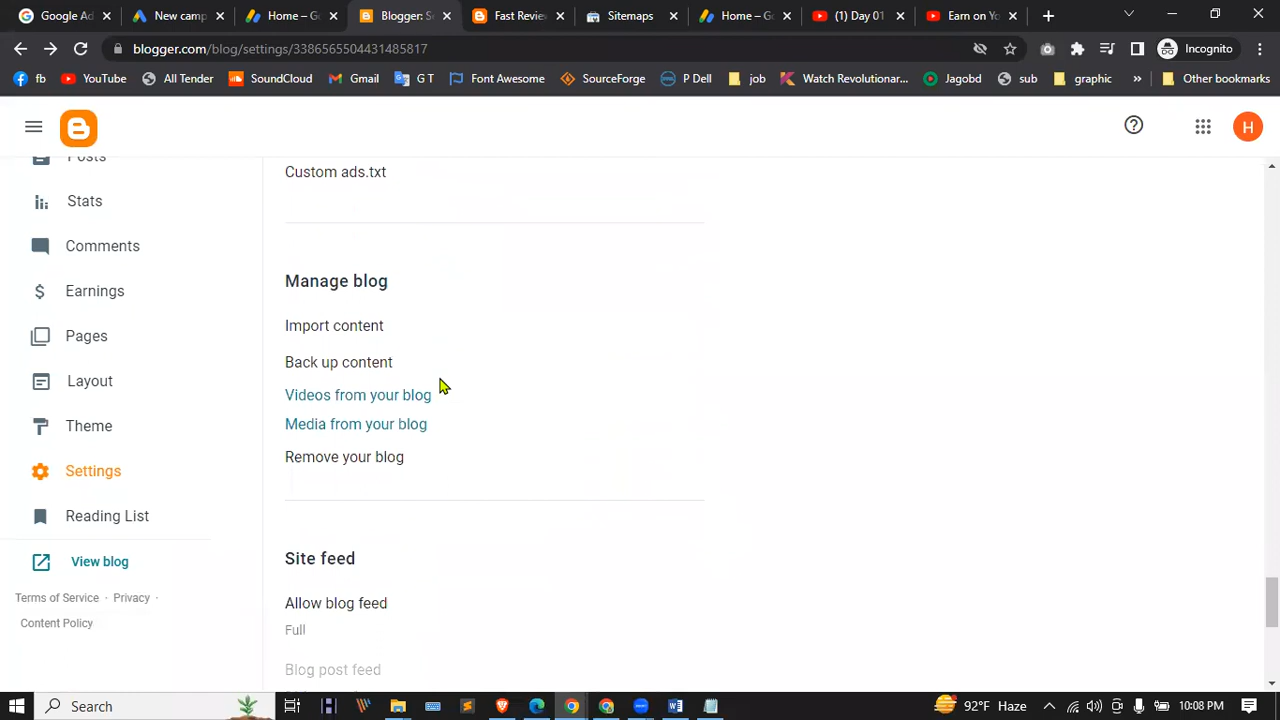 Google Ad
New camp
Home – Go
Blogger: S
Fast Revie
Sitemaps
Home – Go
(1) Day 01
Earn on Yo
blogger.com/blog/settings/3386565504431485817
Incognito
fb
YouTube
All Tender
SoundCloud
Gmail
G T
Font Awesome
SourceForge
P Dell
job
Watch Revolutionar...
Jagobd
sub
graphic
»
Other bookmarks
H
Posts
Stats
Comments
Earnings
Pages
Layout
Theme
Settings
Reading List
View blog
Terms of Service · Privacy ·
Content Policy
Custom ads.txt
Manage blog
Import content
Back up content
Videos from your blog
Media from your blog
Remove your blog
Site feed
Allow blog feed
Full
Blog post feed
Search
92°F Haze
10:08 PM